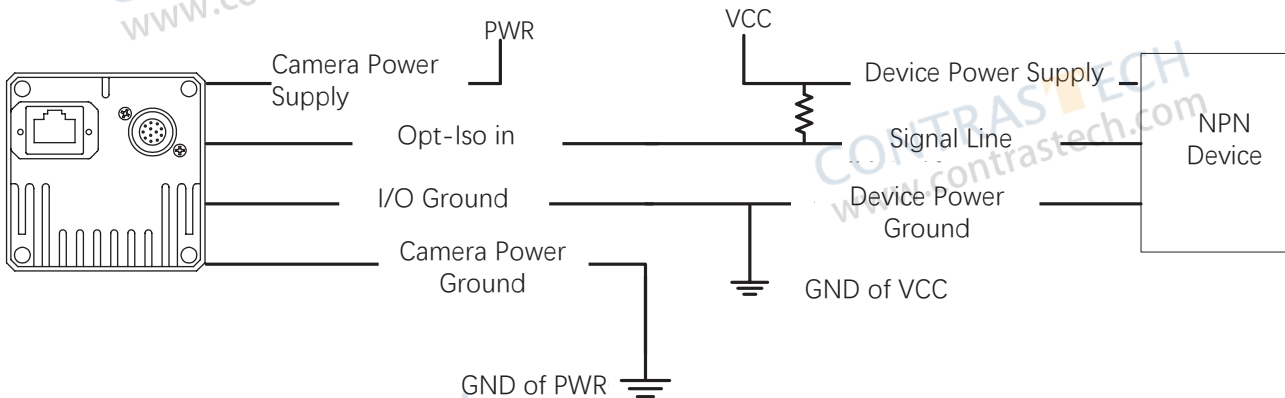 www.
PWR
VCC
Camera Power
Supply
Device Power Supply
CONTRASTECH
www.contrastech.com
NPN
Device
Opt-Iso in
Signal Line
I/O Ground
Device Power
Ground
Camera Power
Ground
GND of VCC
GND of PWR